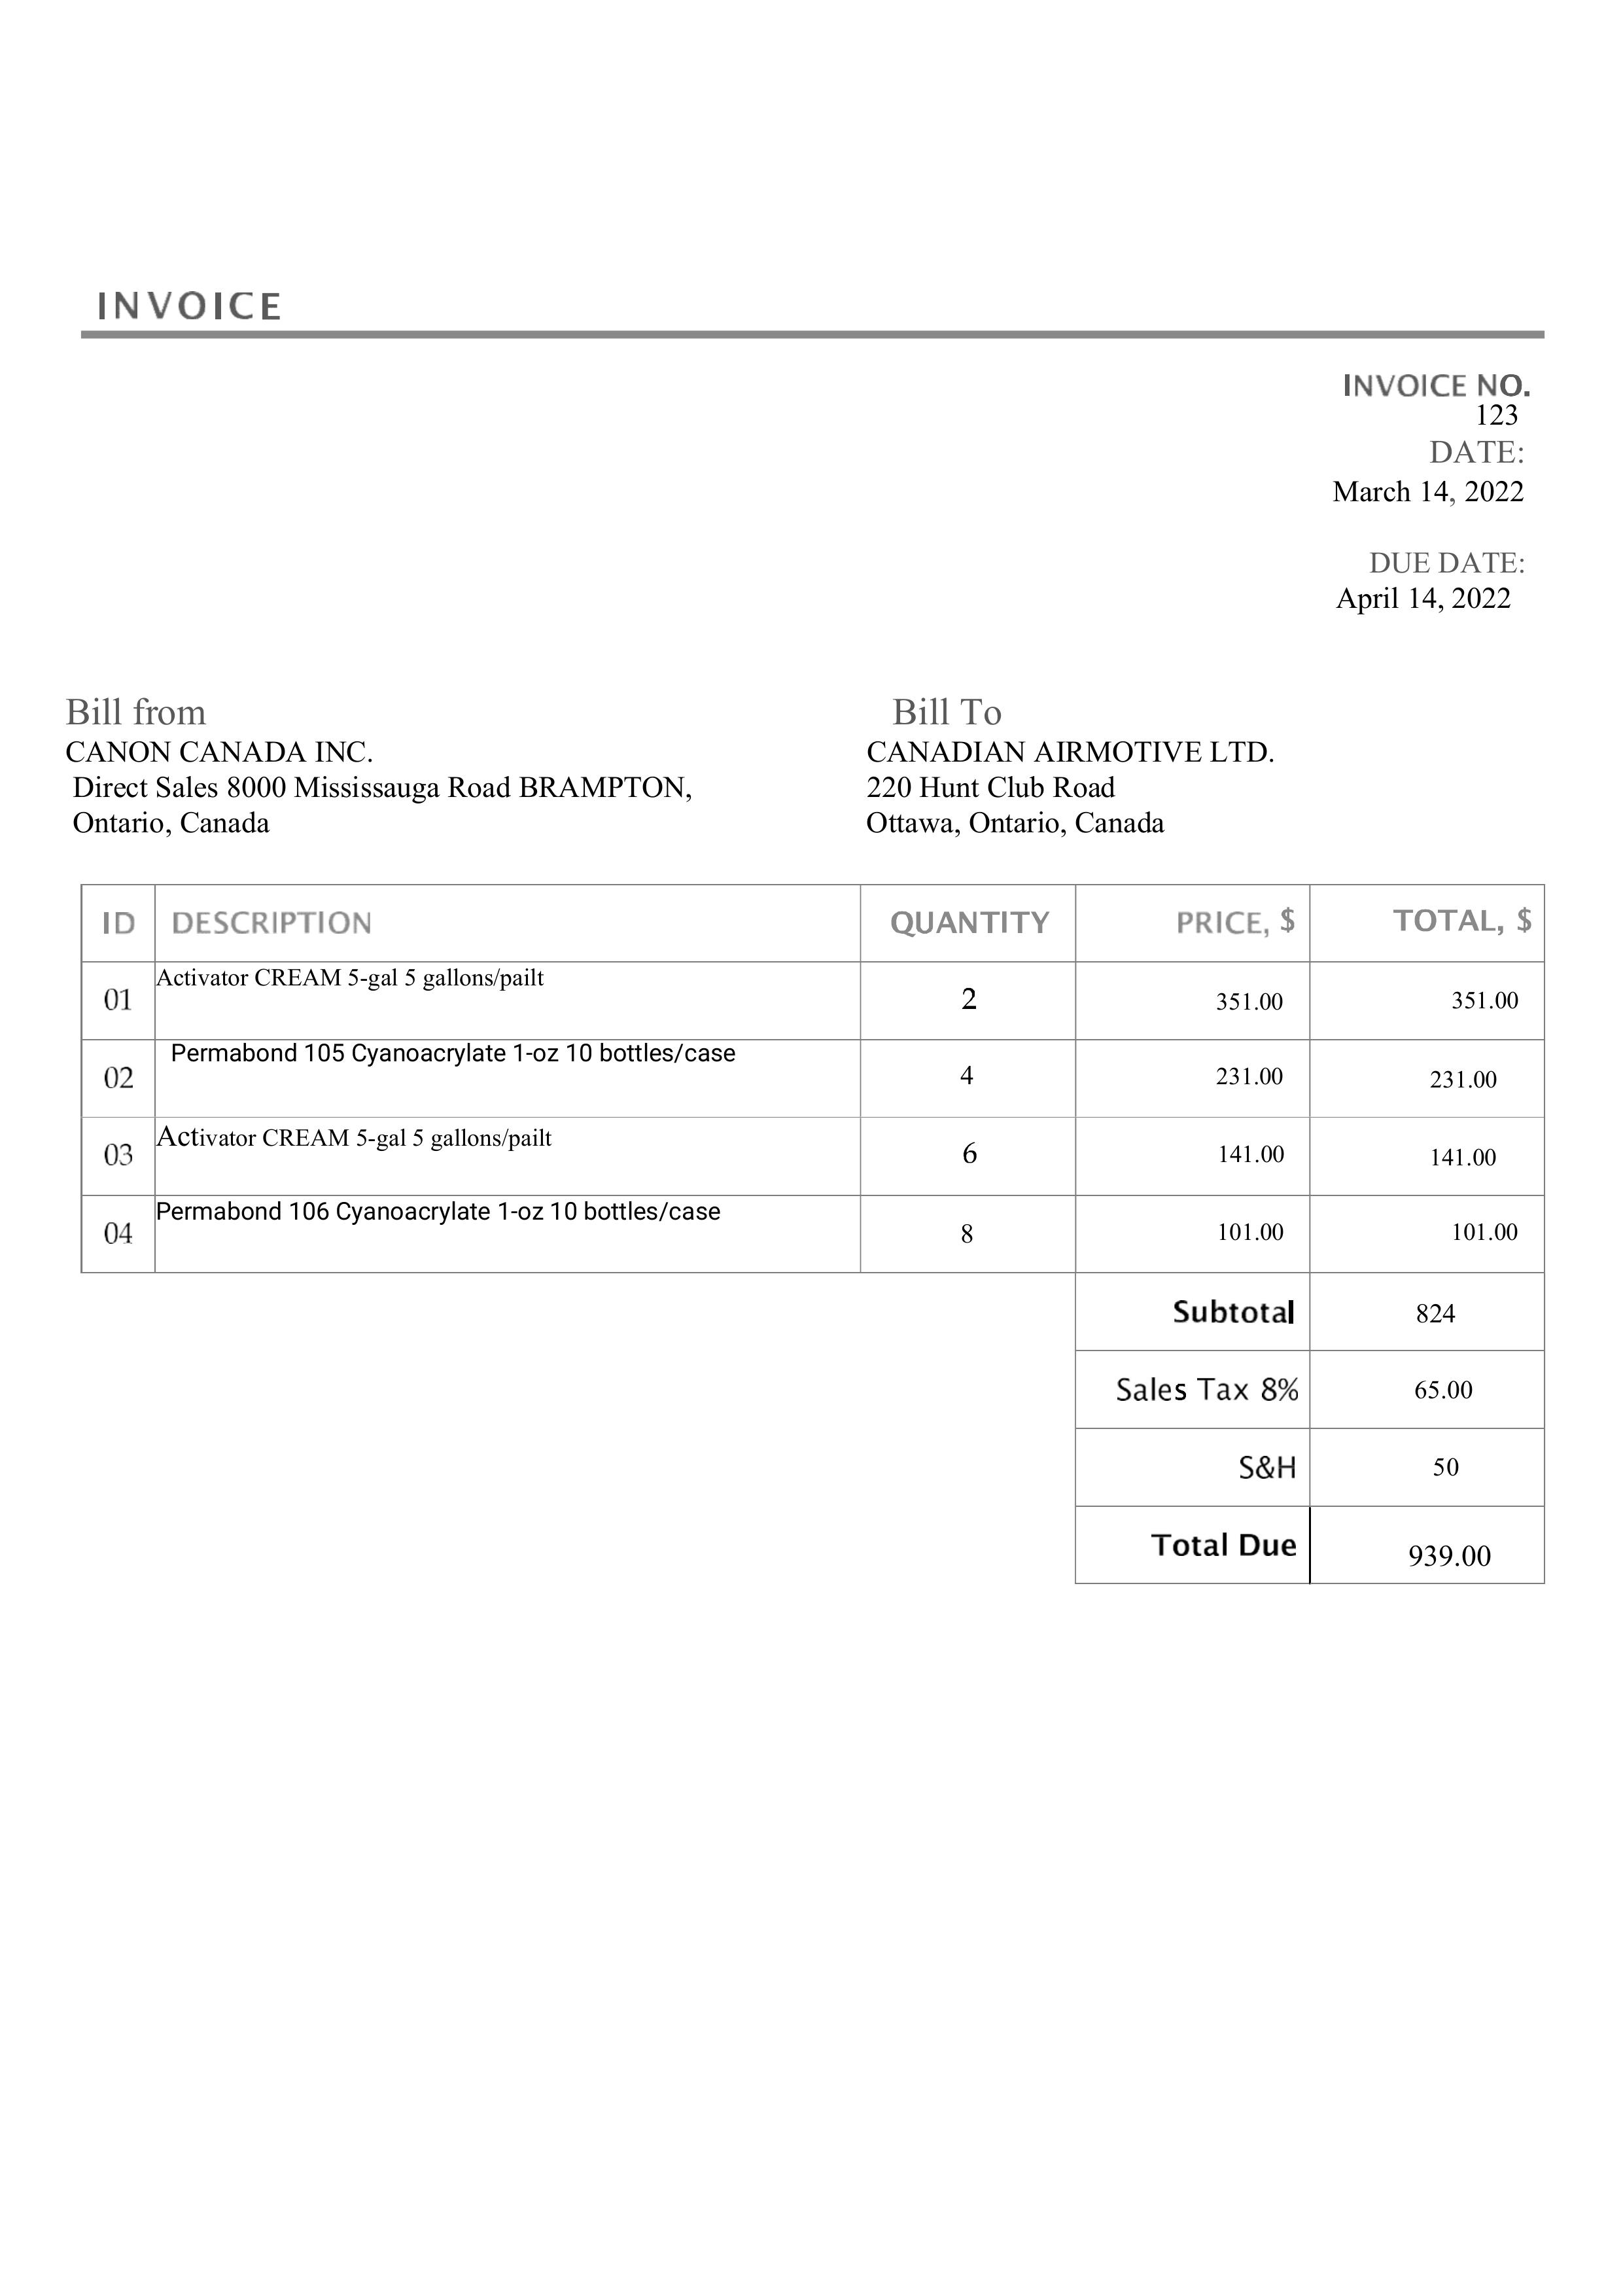 INVOICE
INVOICE NO.
123
DATE:
March 14, 2022
DUE DATE:
April 14, 2022
Bill from
CANON CANADA INC.
Direct Sales 8000 Mississauga Road BRAMPTON,
Ontario, Canada
Bill To
CANADIAN AIRMOTIVE LTD.
220 Hunt Club Road
Ottawa, Ontario, Canada
ID DESCRIPTION QUANTITY PRICE, $ TOTAL, $
01 Activator CREAM 5-gal 5 gallons/pailt 2 351.00 351.00
02 Permabond 105 Cyanoacrylate 1-oz 10 bottles/case 4 231.00 231.00
03 Activator CREAM 5-gal 5 gallons/pailt 6 141.00 141.00
04 Permabond 106 Cyanoacrylate 1-oz 10 bottles/case 8 101.00 101.00
Subtotal 824
Sales Tax 8% 65.00
S&H 50
Total Due 939.00